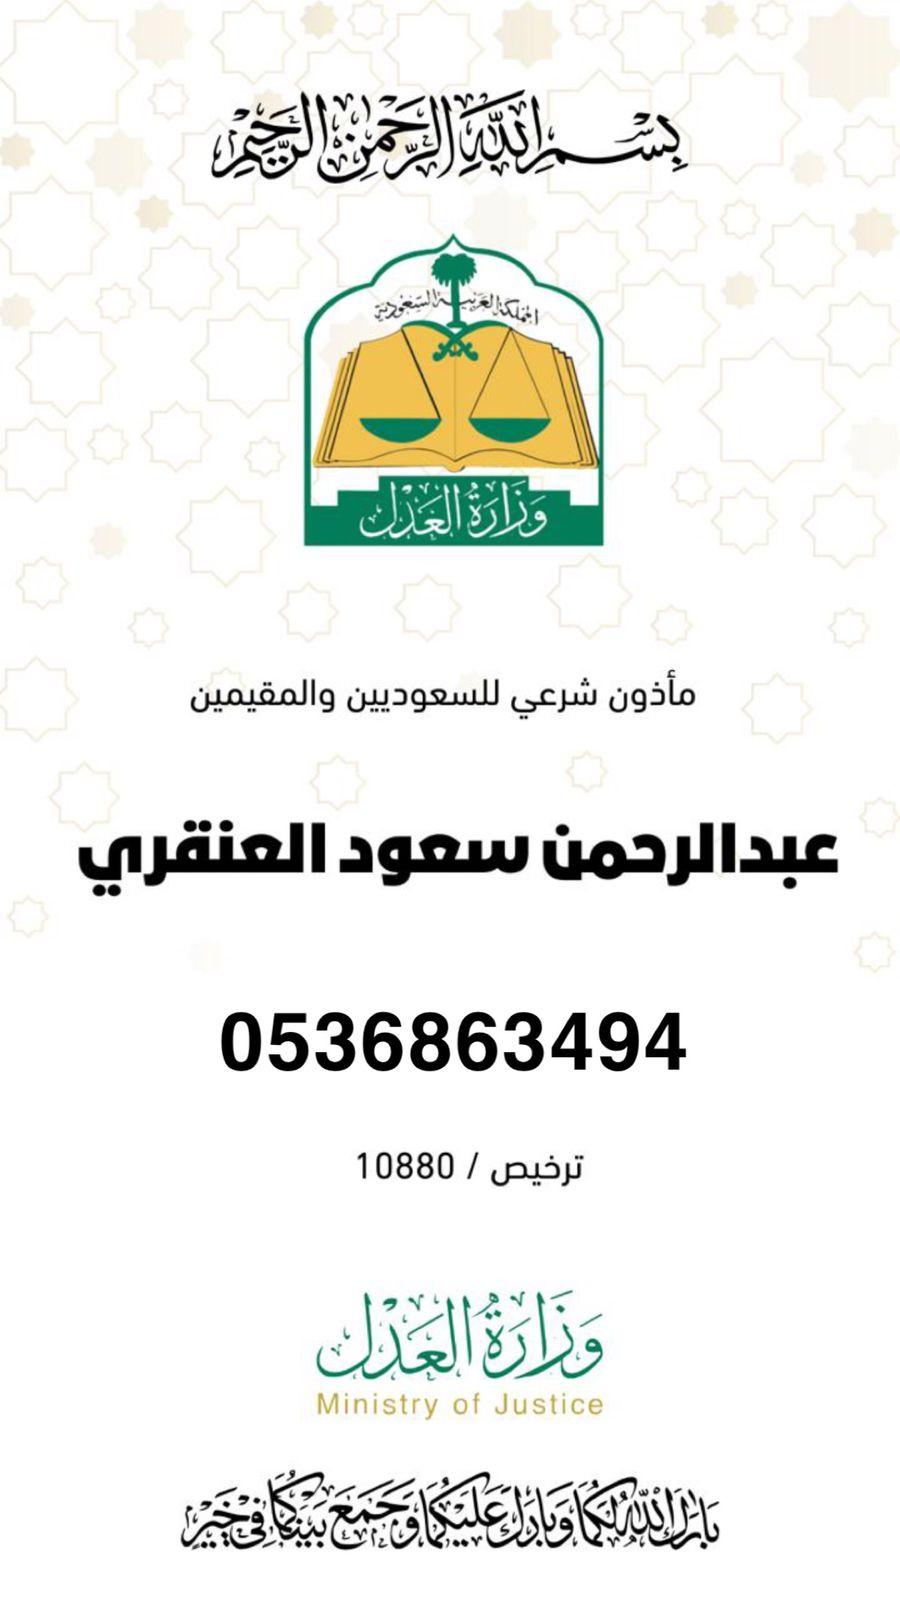 بسم الله الرحمن الرحيم
المملكة العربية السعودية
وزارة العدل
مأذون شرعي للسعوديين والمقيمين
عبدالرحمن سعود العنقري
0536863494
ترخيص / 10880
وزارة العدل
Ministry of Justice
بارك الله لكما وبارك عليكما وجمع بينكما في خير